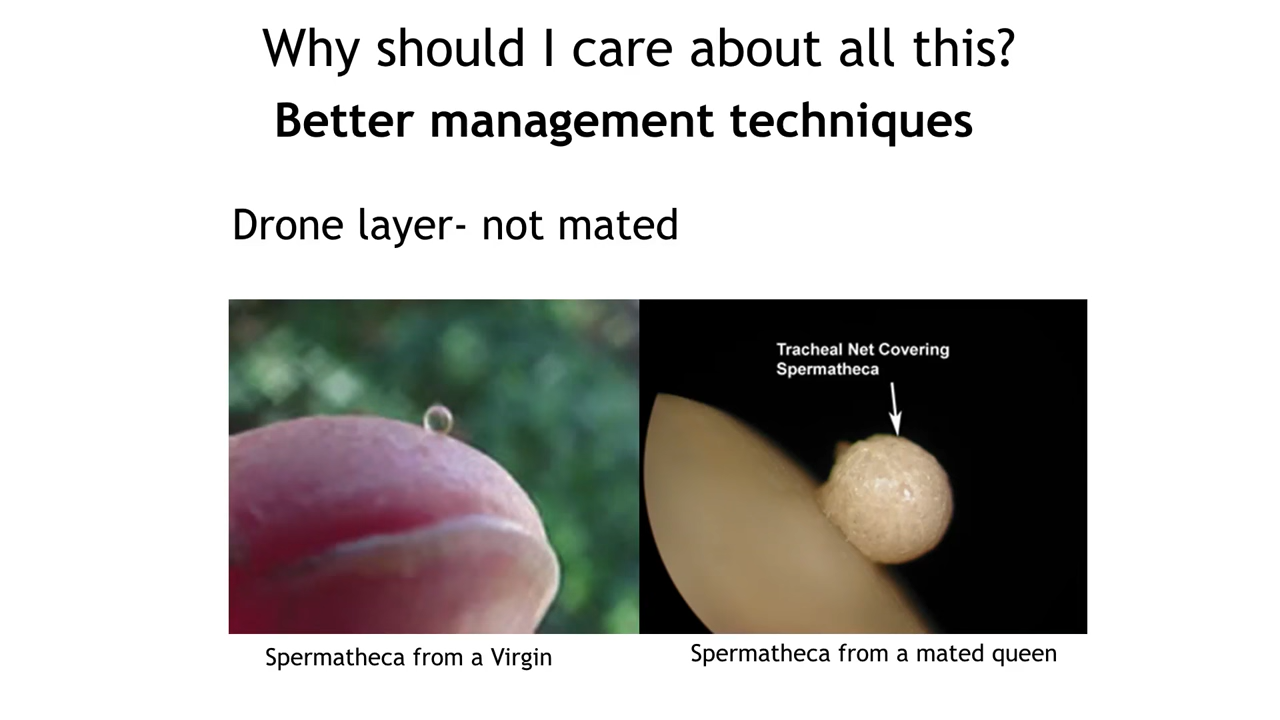 Why should I care about all this?
Better management techniques
Drone layer- not mated
Tracheal Net Covering
Spermatheca
Spermatheca from a Virgin
Spermatheca from a mated queen